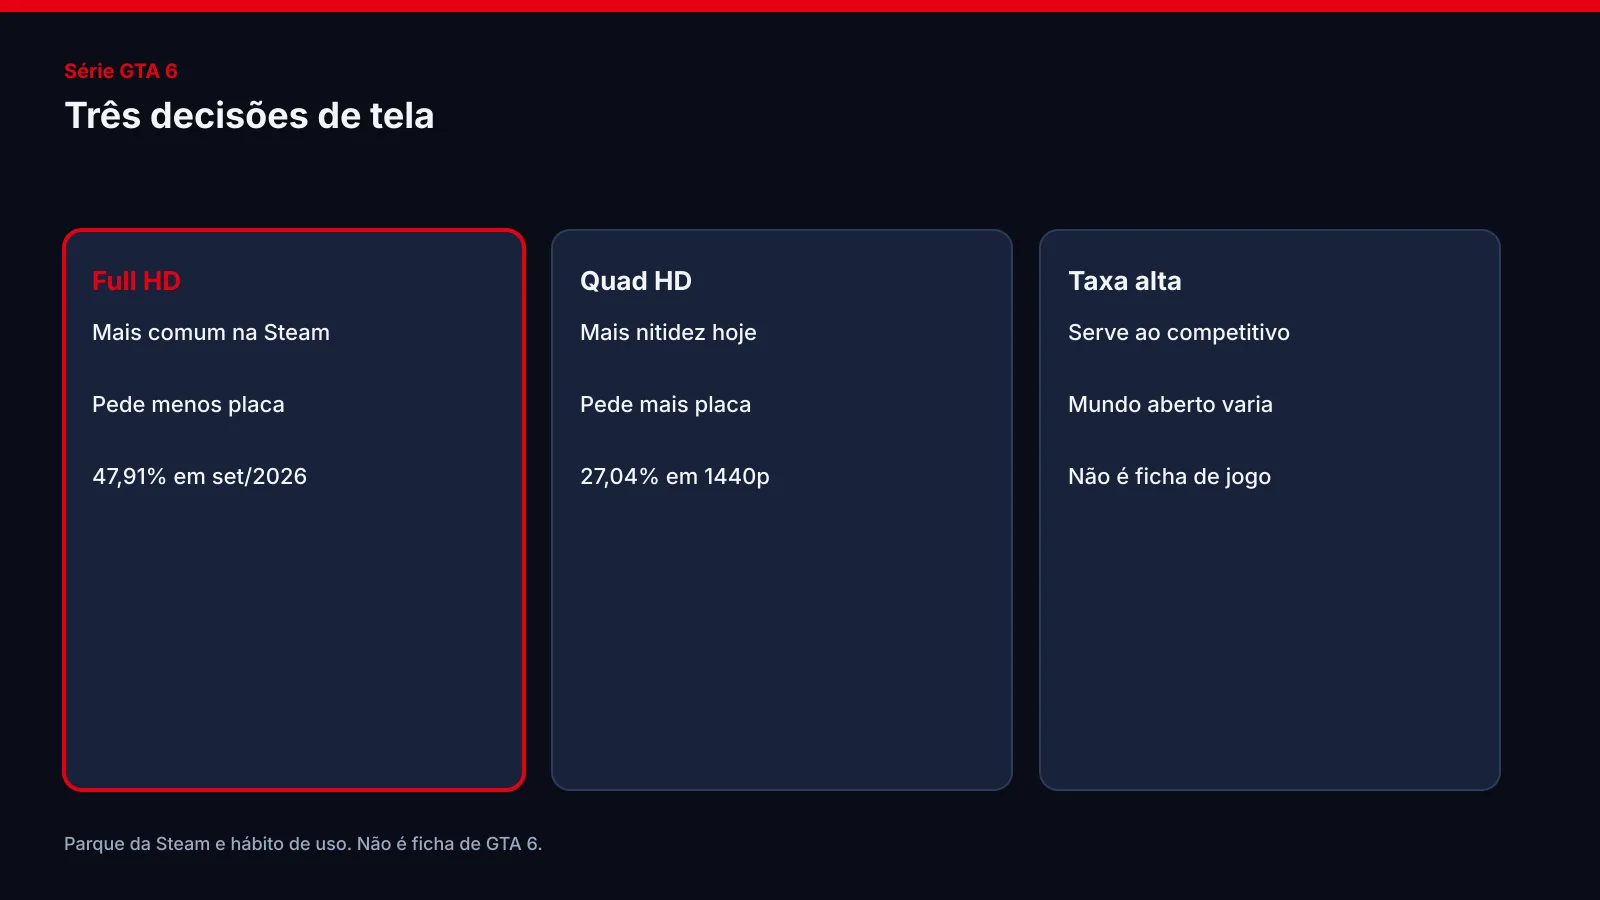 Série GTA 6
Três decisões de tela
Full HD
Mais comum na Steam
Pede menos placa
47,91% em set/2026
Quad HD
Mais nitidez hoje
Pede mais placa
27,04% em 1440p
Taxa alta
Serve ao competitivo
Mundo aberto varia
Não é ficha de jogo
Parque da Steam e hábito de uso. Não é ficha de GTA 6.